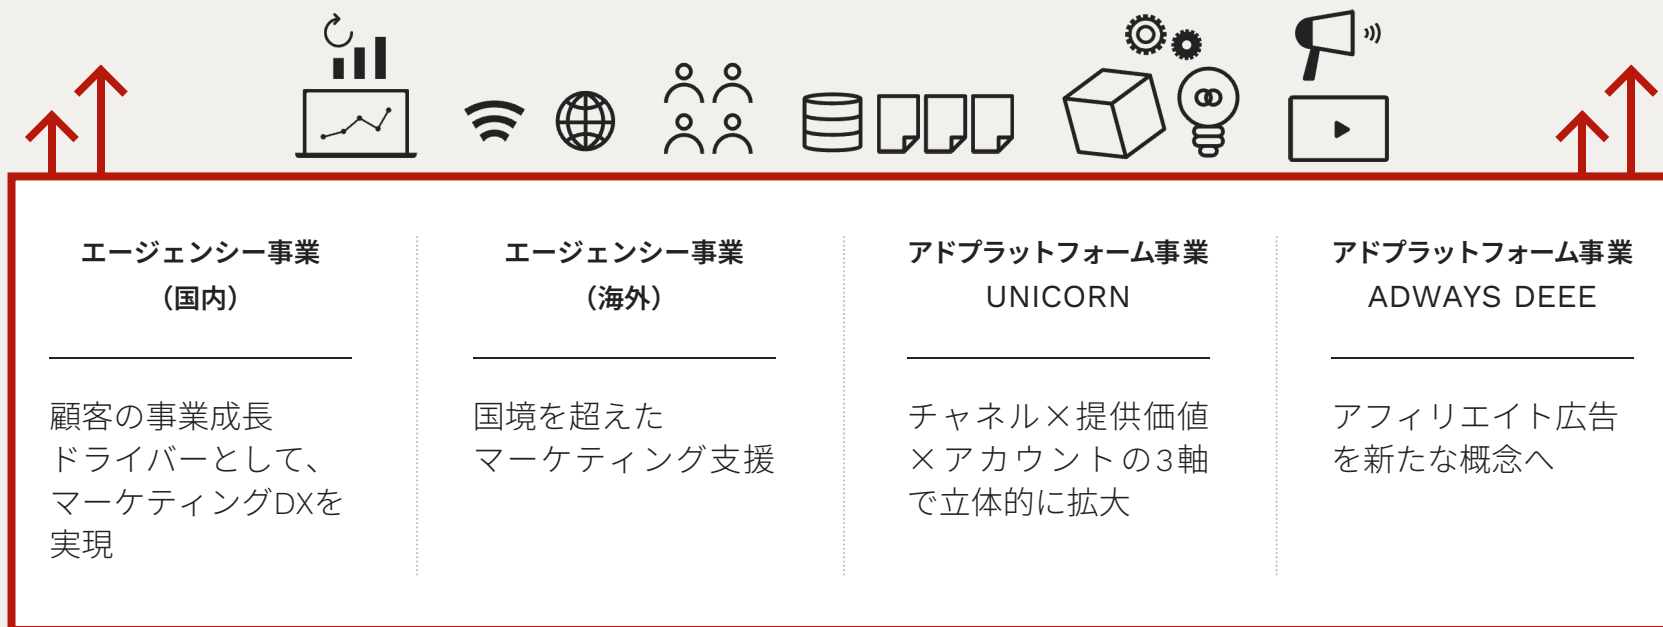 エージェンシー事業
（国内）
顧客の事業成長
ドライバーとして、
マーケティングDXを
実現
エージェンシー事業
（海外）
国境を超えた
マーケティング支援
アドプラットフォーム事業
UNICORN
チャネル×提供価値
×アカウントの3軸
で立体的に拡大
アドプラットフォーム事業
ADWAYS DEEE
アフィリエイト広告
を新たな概念へ